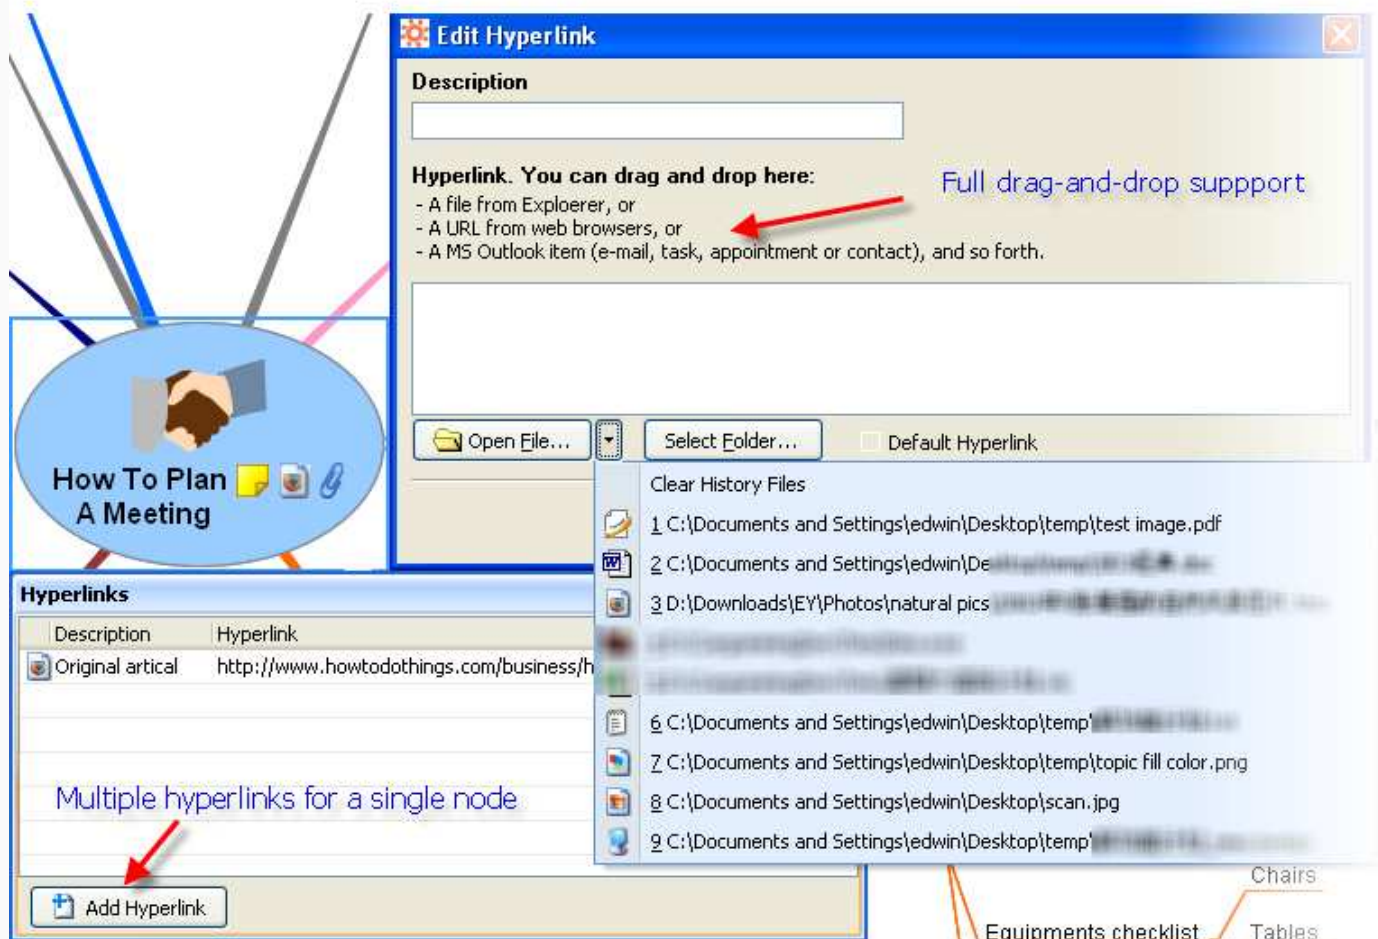 Edit Hyperlink
Description
Hyperlink. You can drag and drop here:
Full drag-and-drop suppport
- A file from Exploerer, or
- A URL from web browsers, or
- A MS Outlook item (e-mail, task, appointment or contact), and so forth.
Open File...
Select Folder...
Default Hyperlink
How To Plan
A Meeting
Clear History Files
1 C:\Documents and Settings\edwin\Desktop\temp\test image.pdf
2 C:\Documents and Settings\edwin\De
3 D:\Downloads\EY\Photos\natural pics
6 C:\Documents and Settings\edwin\Desktop\temp\
7 C:\Documents and Settings\edwin\Desktop\temp\topic fill color.png
8 C:\Documents and Settings\edwin\Desktop\scan.jpg
9 C:\Documents and Settings\edwin\Desktop\temp\
Hyperlinks
Description Hyperlink
Original artical http://www.howtodothings.com/business/h
Multiple hyperlinks for a single node
Add Hyperlink
Chairs
Equipments checklist
Tables